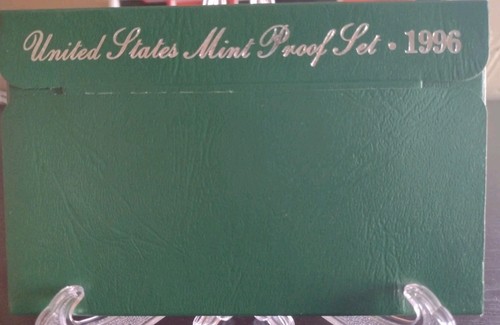 United States Mint Proof Set • 1996